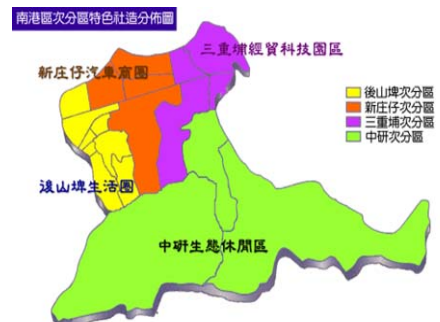 南港區次分區特色社造分佈圖
三重埔經貿科技園區
新庄仔汽車商圈
後山埤次分區
新庄仔次分區
三重埔次分區
中研次分區
後山埤生活圈
中研生態休閒區